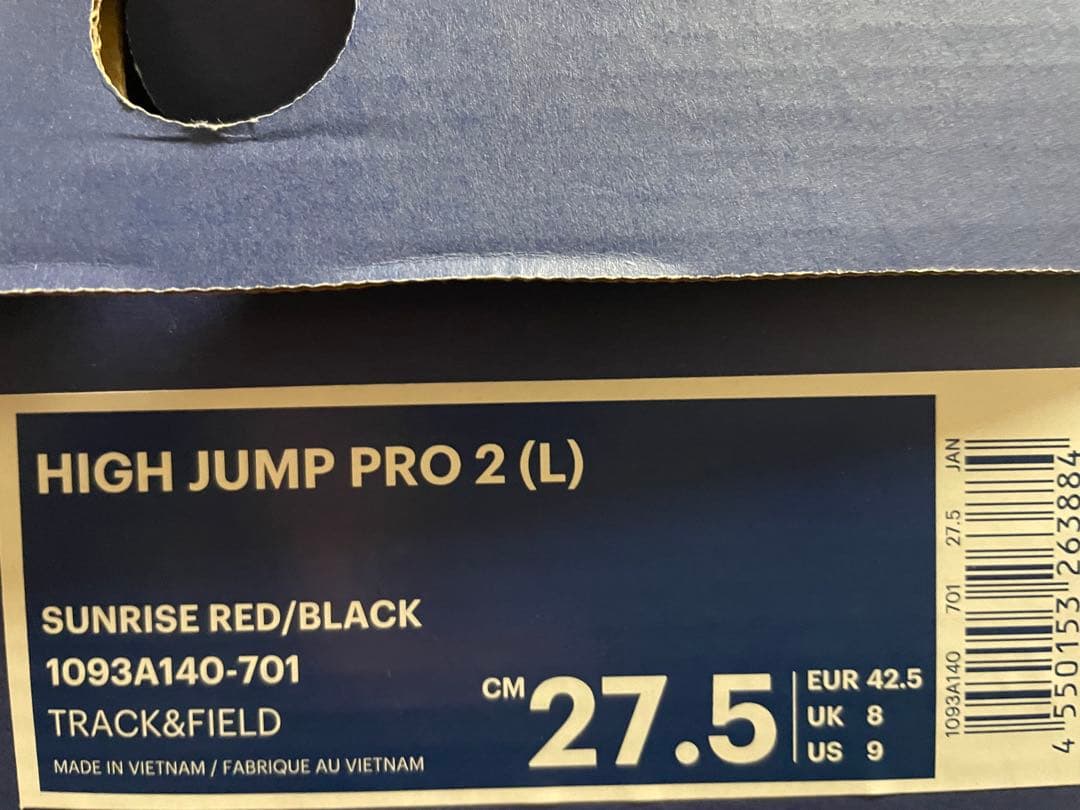 HIGH JUMP PRO 2 (L)
SUNRISE RED/BLACK
1093A140-701
TRACK&FIELD
MADE IN VIETNAM / FABRIQUE AU VIETNAM
CM 27.5
EUR 42.5
UK 8
US 9
1093A140 701 27.5 JAN
4 550153 263884